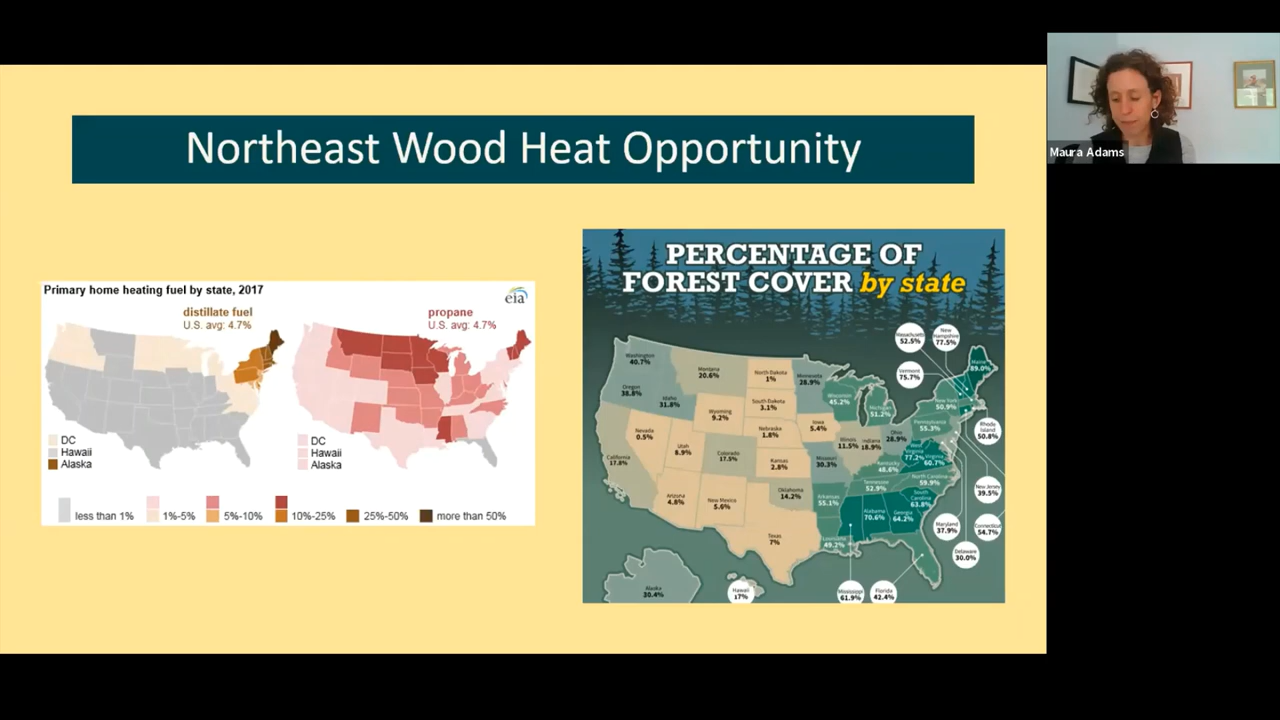 Northeast Wood Heat Opportunity
Maura Adams
Primary home heating fuel by state, 2017
eia
distillate fuel
U.S. avg: 4.7%
propane
U.S. avg: 4.7%
DC
Hawaii
Alaska
DC
Hawaii
Alaska
less than 1%
1%-5%
5%-10%
10%-25%
25%-50%
more than 50%
PERCENTAGE OF
FOREST COVER by state
Massachusetts
52.5%
New
Hampshire
77.5%
Vermont
75.7%
Maine
89.0%
Washington
40.7%
Montana
20.6%
North Dakota
1%
Minnesota
28.9%
Oregon
38.8%
Idaho
31.8%
Wyoming
9.2%
South Dakota
3.1%
Wisconsin
45.2%
Michigan
51.2%
New York
50.9%
Rhode
Island
50.8%
Nevada
0.5%
Utah
8.9%
Colorado
17.5%
Nebraska
1.8%
Iowa
5.4%
Illinois
11.5%
Indiana
18.9%
Ohio
28.9%
Pennsylvania
55.3%
California
17.8%
Kansas
2.8%
Missouri
30.3%
Kentucky
48.6%
West
Virginia
77.2%
Virginia
60.7%
New Jersey
39.5%
Arizona
4.8%
New Mexico
5.6%
Oklahoma
14.2%
Arkansas
55.1%
Tennessee
52.9%
North Carolina
59.9%
South
Carolina
63.8%
Maryland
37.9%
Connecticut
54.7%
Texas
7%
Louisiana
49.2%
Alabama
70.6%
Georgia
64.2%
Delaware
30.0%
Alaska
30.4%
Hawaii
17%
Mississippi
61.9%
Florida
42.4%